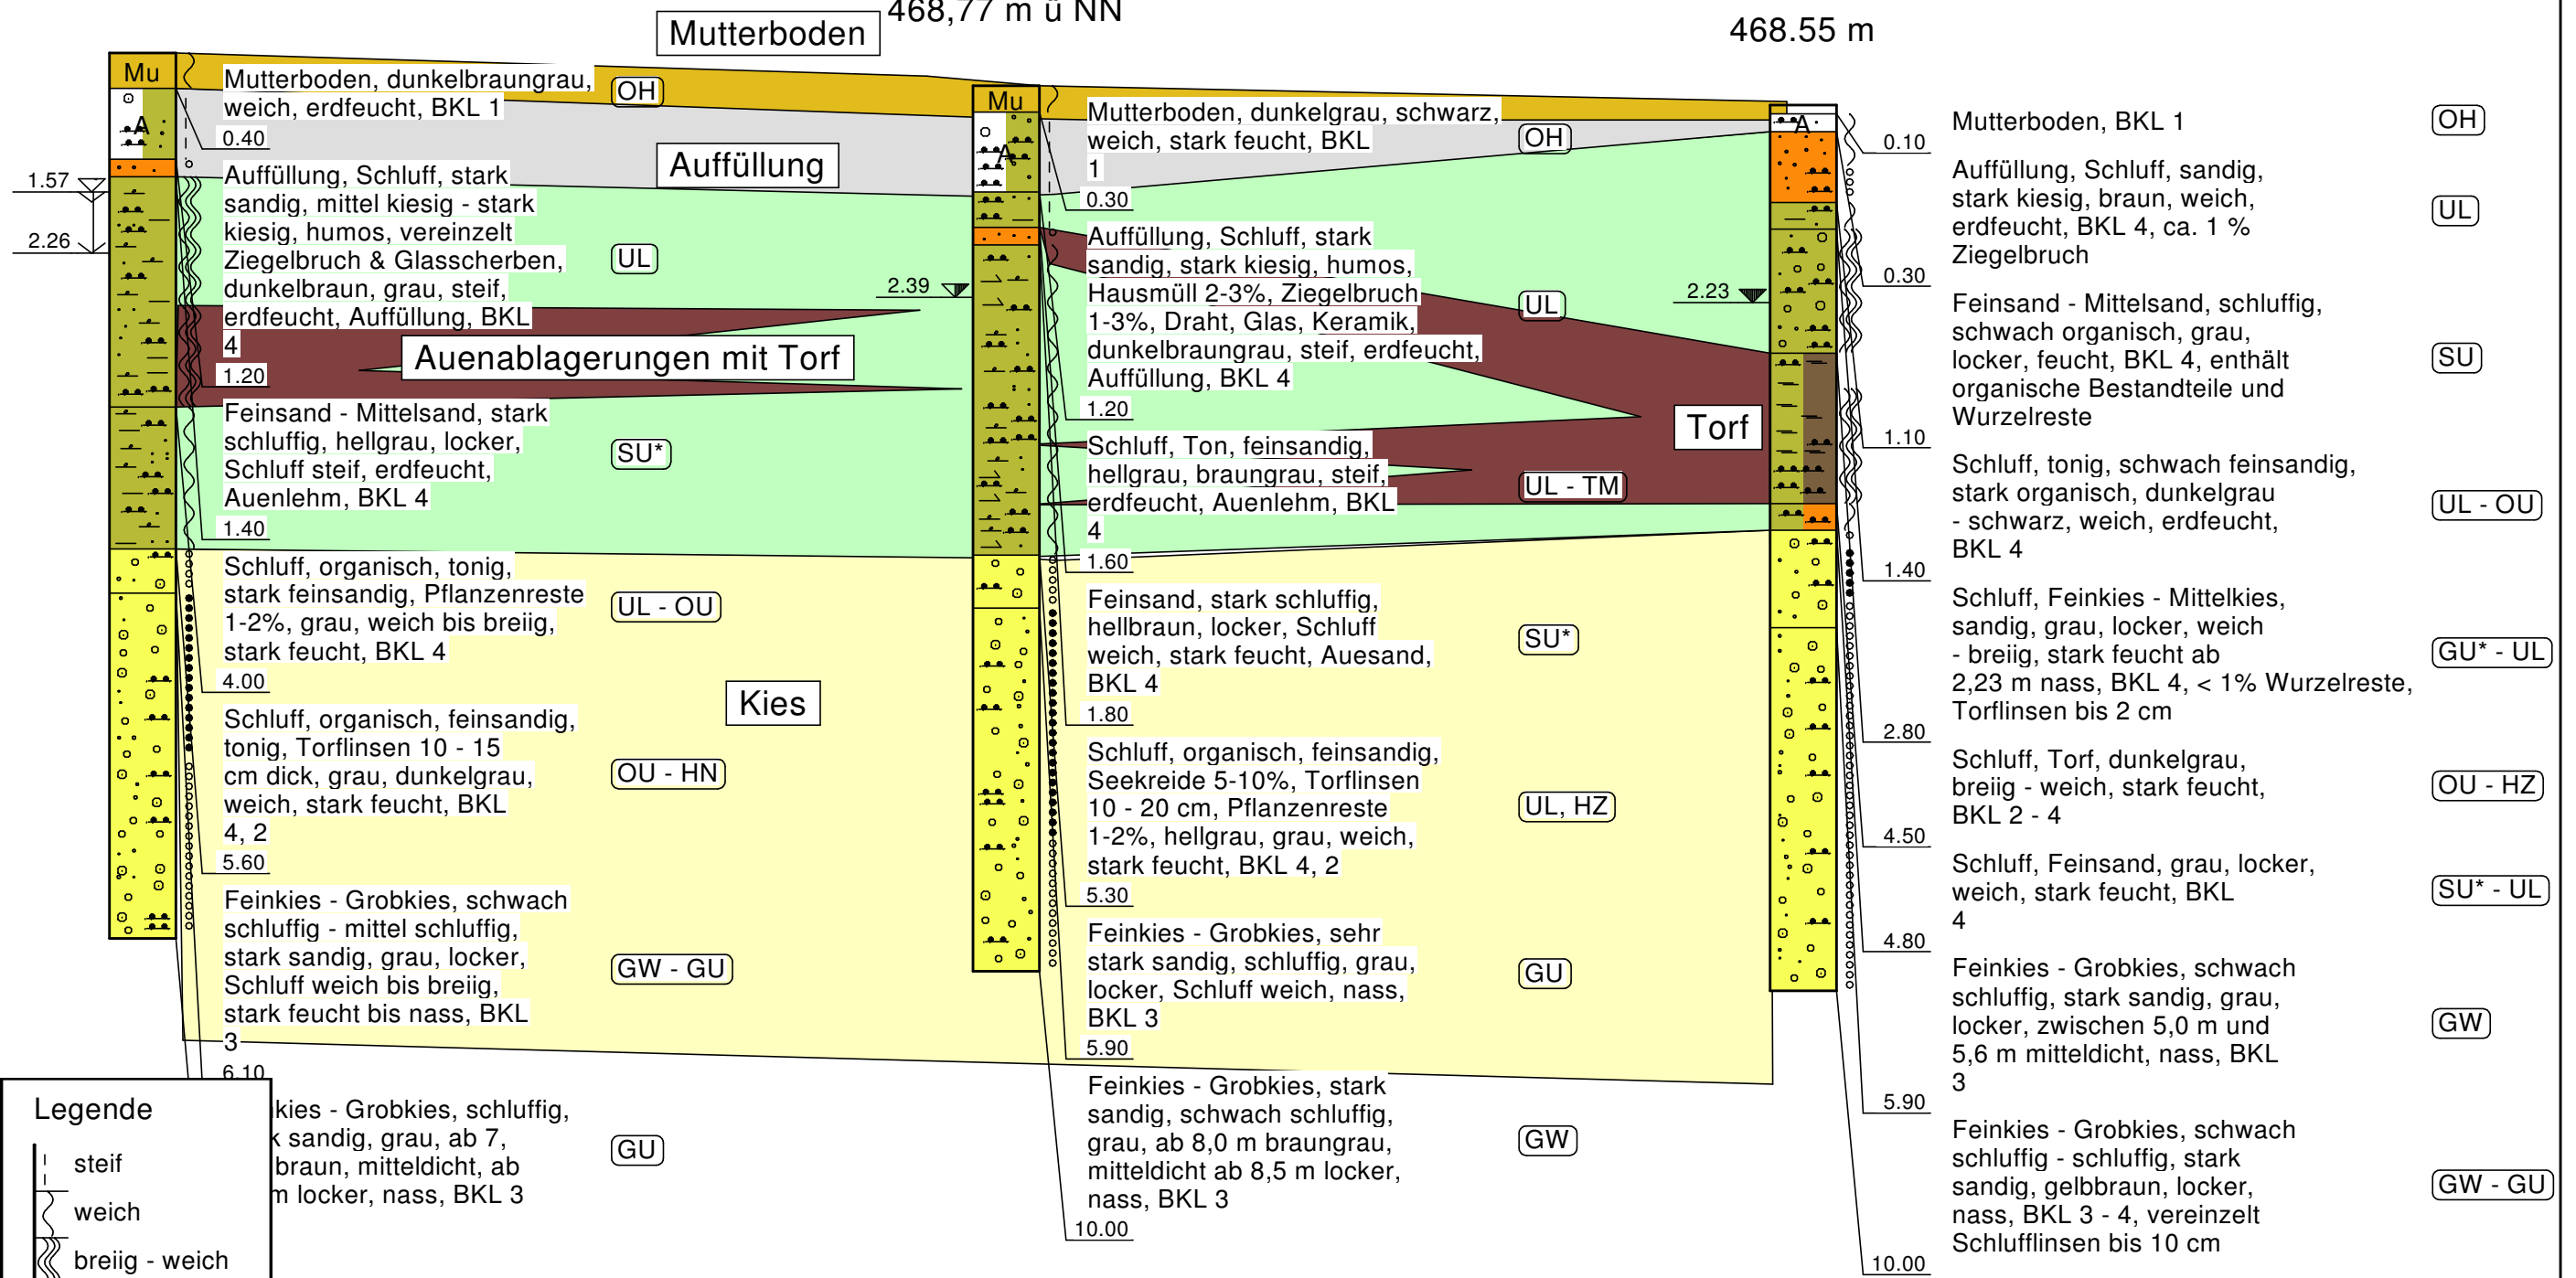 468,77 m ü NN
Mutterboden
468.55 m
Mu
Mutterboden, dunkelbraungrau,
weich, erdfeucht, BKL 1
OH
0.40
A
Auffüllung, Schluff, stark
sandig, mittel kiesig - stark
kiesig, humos, vereinzelt
Ziegelbruch & Glasscherben,
dunkelbraun, grau, steif,
erdfeucht, Auffüllung, BKL
4
UL
1.20
1.57
2.26
Feinsand - Mittelsand, stark
schluffig, hellgrau, locker,
Schluff steif, erdfeucht,
Auenlehm, BKL 4
SU*
1.40
Schluff, organisch, tonig,
stark feinsandig, Pflanzenreste
1-2%, grau, weich bis breiig,
stark feucht, BKL 4
UL - OU
4.00
Schluff, organisch, feinsandig,
tonig, Torflinsen 10 - 15
cm dick, grau, dunkelgrau,
weich, stark feucht, BKL
4, 2
OU - HN
5.60
Feinkies - Grobkies, schwach
schluffig - mittel schluffig,
stark sandig, grau, locker,
Schluff weich bis breiig,
stark feucht bis nass, BKL
3
GW - GU
6.10
kies - Grobkies, schluffig,
k sandig, grau, ab 7,
braun, mitteldicht, ab
m locker, nass, BKL 3
GU
Auffüllung
Auenablagerungen mit Torf
Kies
Torf
Mu
Mutterboden, dunkelgrau, schwarz,
weich, stark feucht, BKL
1
OH
0.30
A
Auffüllung, Schluff, stark
sandig, stark kiesig, humos,
Hausmüll 2-3%, Ziegelbruch
1-3%, Draht, Glas, Keramik,
dunkelbraungrau, steif, erdfeucht,
Auffüllung, BKL 4
UL
1.20
2.39
Schluff, Ton, feinsandig,
hellgrau, braungrau, steif,
erdfeucht, Auenlehm, BKL
4
UL - TM
1.60
Feinsand, stark schluffig,
hellbraun, locker, Schluff
weich, stark feucht, Auesand,
BKL 4
SU*
1.80
Schluff, organisch, feinsandig,
Seekreide 5-10%, Torflinsen
10 - 20 cm, Pflanzenreste
1-2%, hellgrau, grau, weich,
stark feucht, BKL 4, 2
UL, HZ
5.30
Feinkies - Grobkies, sehr
stark sandig, schluffig, grau,
locker, Schluff weich, nass,
BKL 3
GU
5.90
Feinkies - Grobkies, stark
sandig, schwach schluffig,
grau, ab 8,0 m braungrau,
mitteldicht ab 8,5 m locker,
nass, BKL 3
GW
10.00
A
2.23
Mutterboden, BKL 1
OH
0.10
Auffüllung, Schluff, sandig,
stark kiesig, braun, weich,
erdfeucht, BKL 4, ca. 1 %
Ziegelbruch
UL
0.30
Feinsand - Mittelsand, schluffig,
schwach organisch, grau,
locker, feucht, BKL 4, enthält
organische Bestandteile und
Wurzelreste
SU
1.10
Schluff, tonig, schwach feinsandig,
stark organisch, dunkelgrau
- schwarz, weich, erdfeucht,
BKL 4
UL - OU
1.40
Schluff, Feinkies - Mittelkies,
sandig, grau, locker, weich
- breiig, stark feucht ab
2,23 m nass, BKL 4, < 1% Wurzelreste,
Torflinsen bis 2 cm
GU* - UL
2.80
Schluff, Torf, dunkelgrau,
breiig - weich, stark feucht,
BKL 2 - 4
OU - HZ
4.50
Schluff, Feinsand, grau, locker,
weich, stark feucht, BKL
4
SU* - UL
4.80
Feinkies - Grobkies, schwach
schluffig, stark sandig, grau,
locker, zwischen 5,0 m und
5,6 m mitteldicht, nass, BKL
3
GW
5.90
Feinkies - Grobkies, schwach
schluffig - schluffig, stark
sandig, gelbbraun, locker,
nass, BKL 3 - 4, vereinzelt
Schlufflinsen bis 10 cm
GW - GU
10.00
Legende
steif
weich
breiig - weich